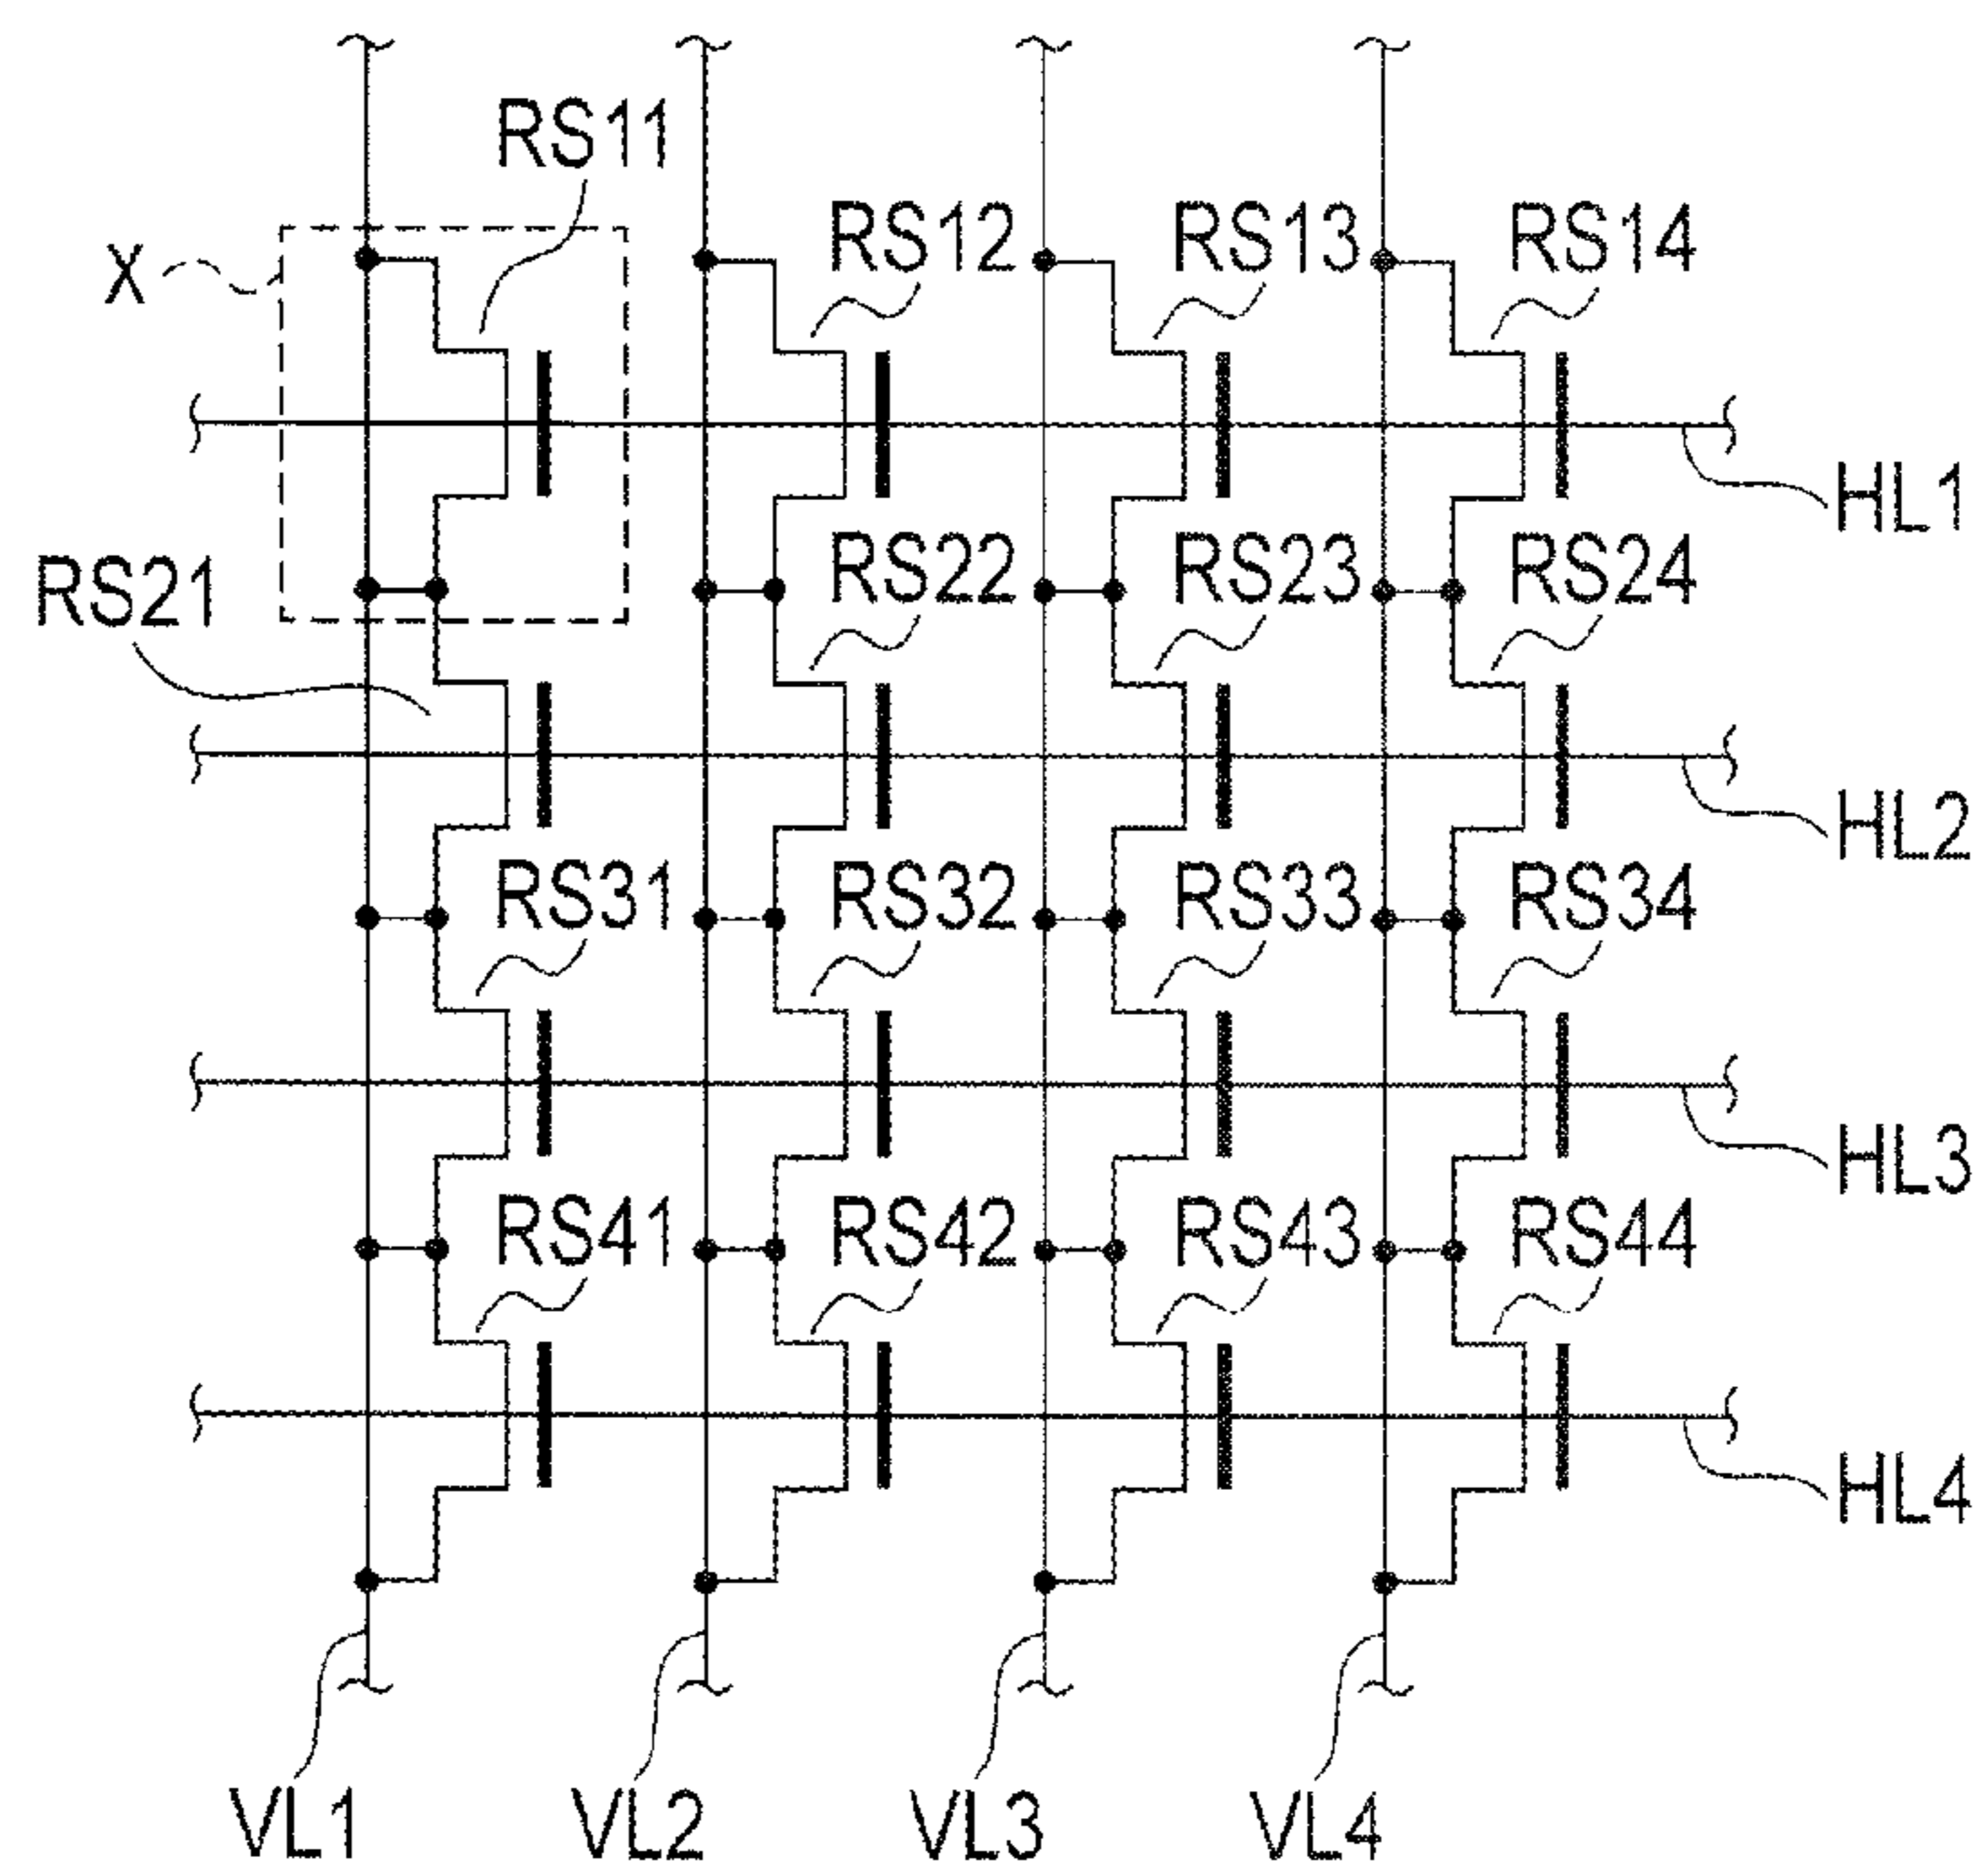 RS11
RS12 RS13 RS14
X
HL1
RS21 RS22 RS23 RS24
HL2
RS31 RS32 RS33 RS34
HL3
RS41 RS42 RS43 RS44
HL4
VL1 VL2 VL3 VL4